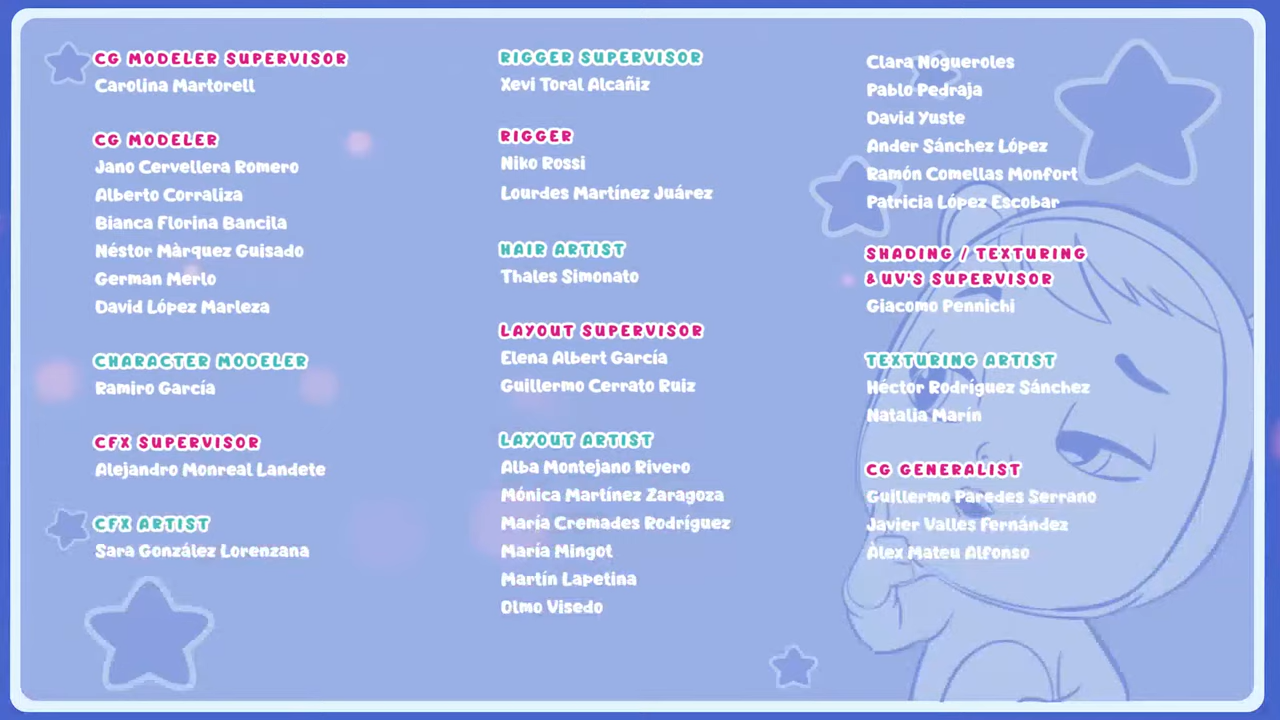 CG MODELER SUPERVISOR
Carolina Martorell
CG MODELER
Jano Cervellera Romero
Alberto Corraliza
Bianca Florina Bancila
Néstor Màrquez Guisado
German Merlo
David López Marleza
CHARACTER MODELER
Ramiro García
CFX SUPERVISOR
Alejandro Monreal Landete
CFX ARTIST
Sara González Lorenzana
RIGGER SUPERVISOR
Xevi Toral Alcañiz
RIGGER
Niko Rossi
Lourdes Martínez Juárez
HAIR ARTIST
Thales Simonato
LAYOUT SUPERVISOR
Elena Albert García
Guillermo Cerrato Ruiz
LAYOUT ARTIST
Alba Montejano Rivero
Mónica Martínez Zaragoza
María Cremades Rodríguez
María Mingot
Martín Lapetina
Olmo Visedo
Clara Nogueroles
Pablo Pedraja
David Yuste
Ander Sánchez López
Ramón Comellas Monfort
Patricia López Escobar
SHADING / TEXTURING
& UV'S SUPERVISOR
Giacomo Pennichi
TEXTURING ARTIST
Héctor Rodríguez Sánchez
Natalia Marín
CG GENERALIST
Guillermo Paredes Serrano
Javier Valles Fernández
Àlex Mateu Alfonso